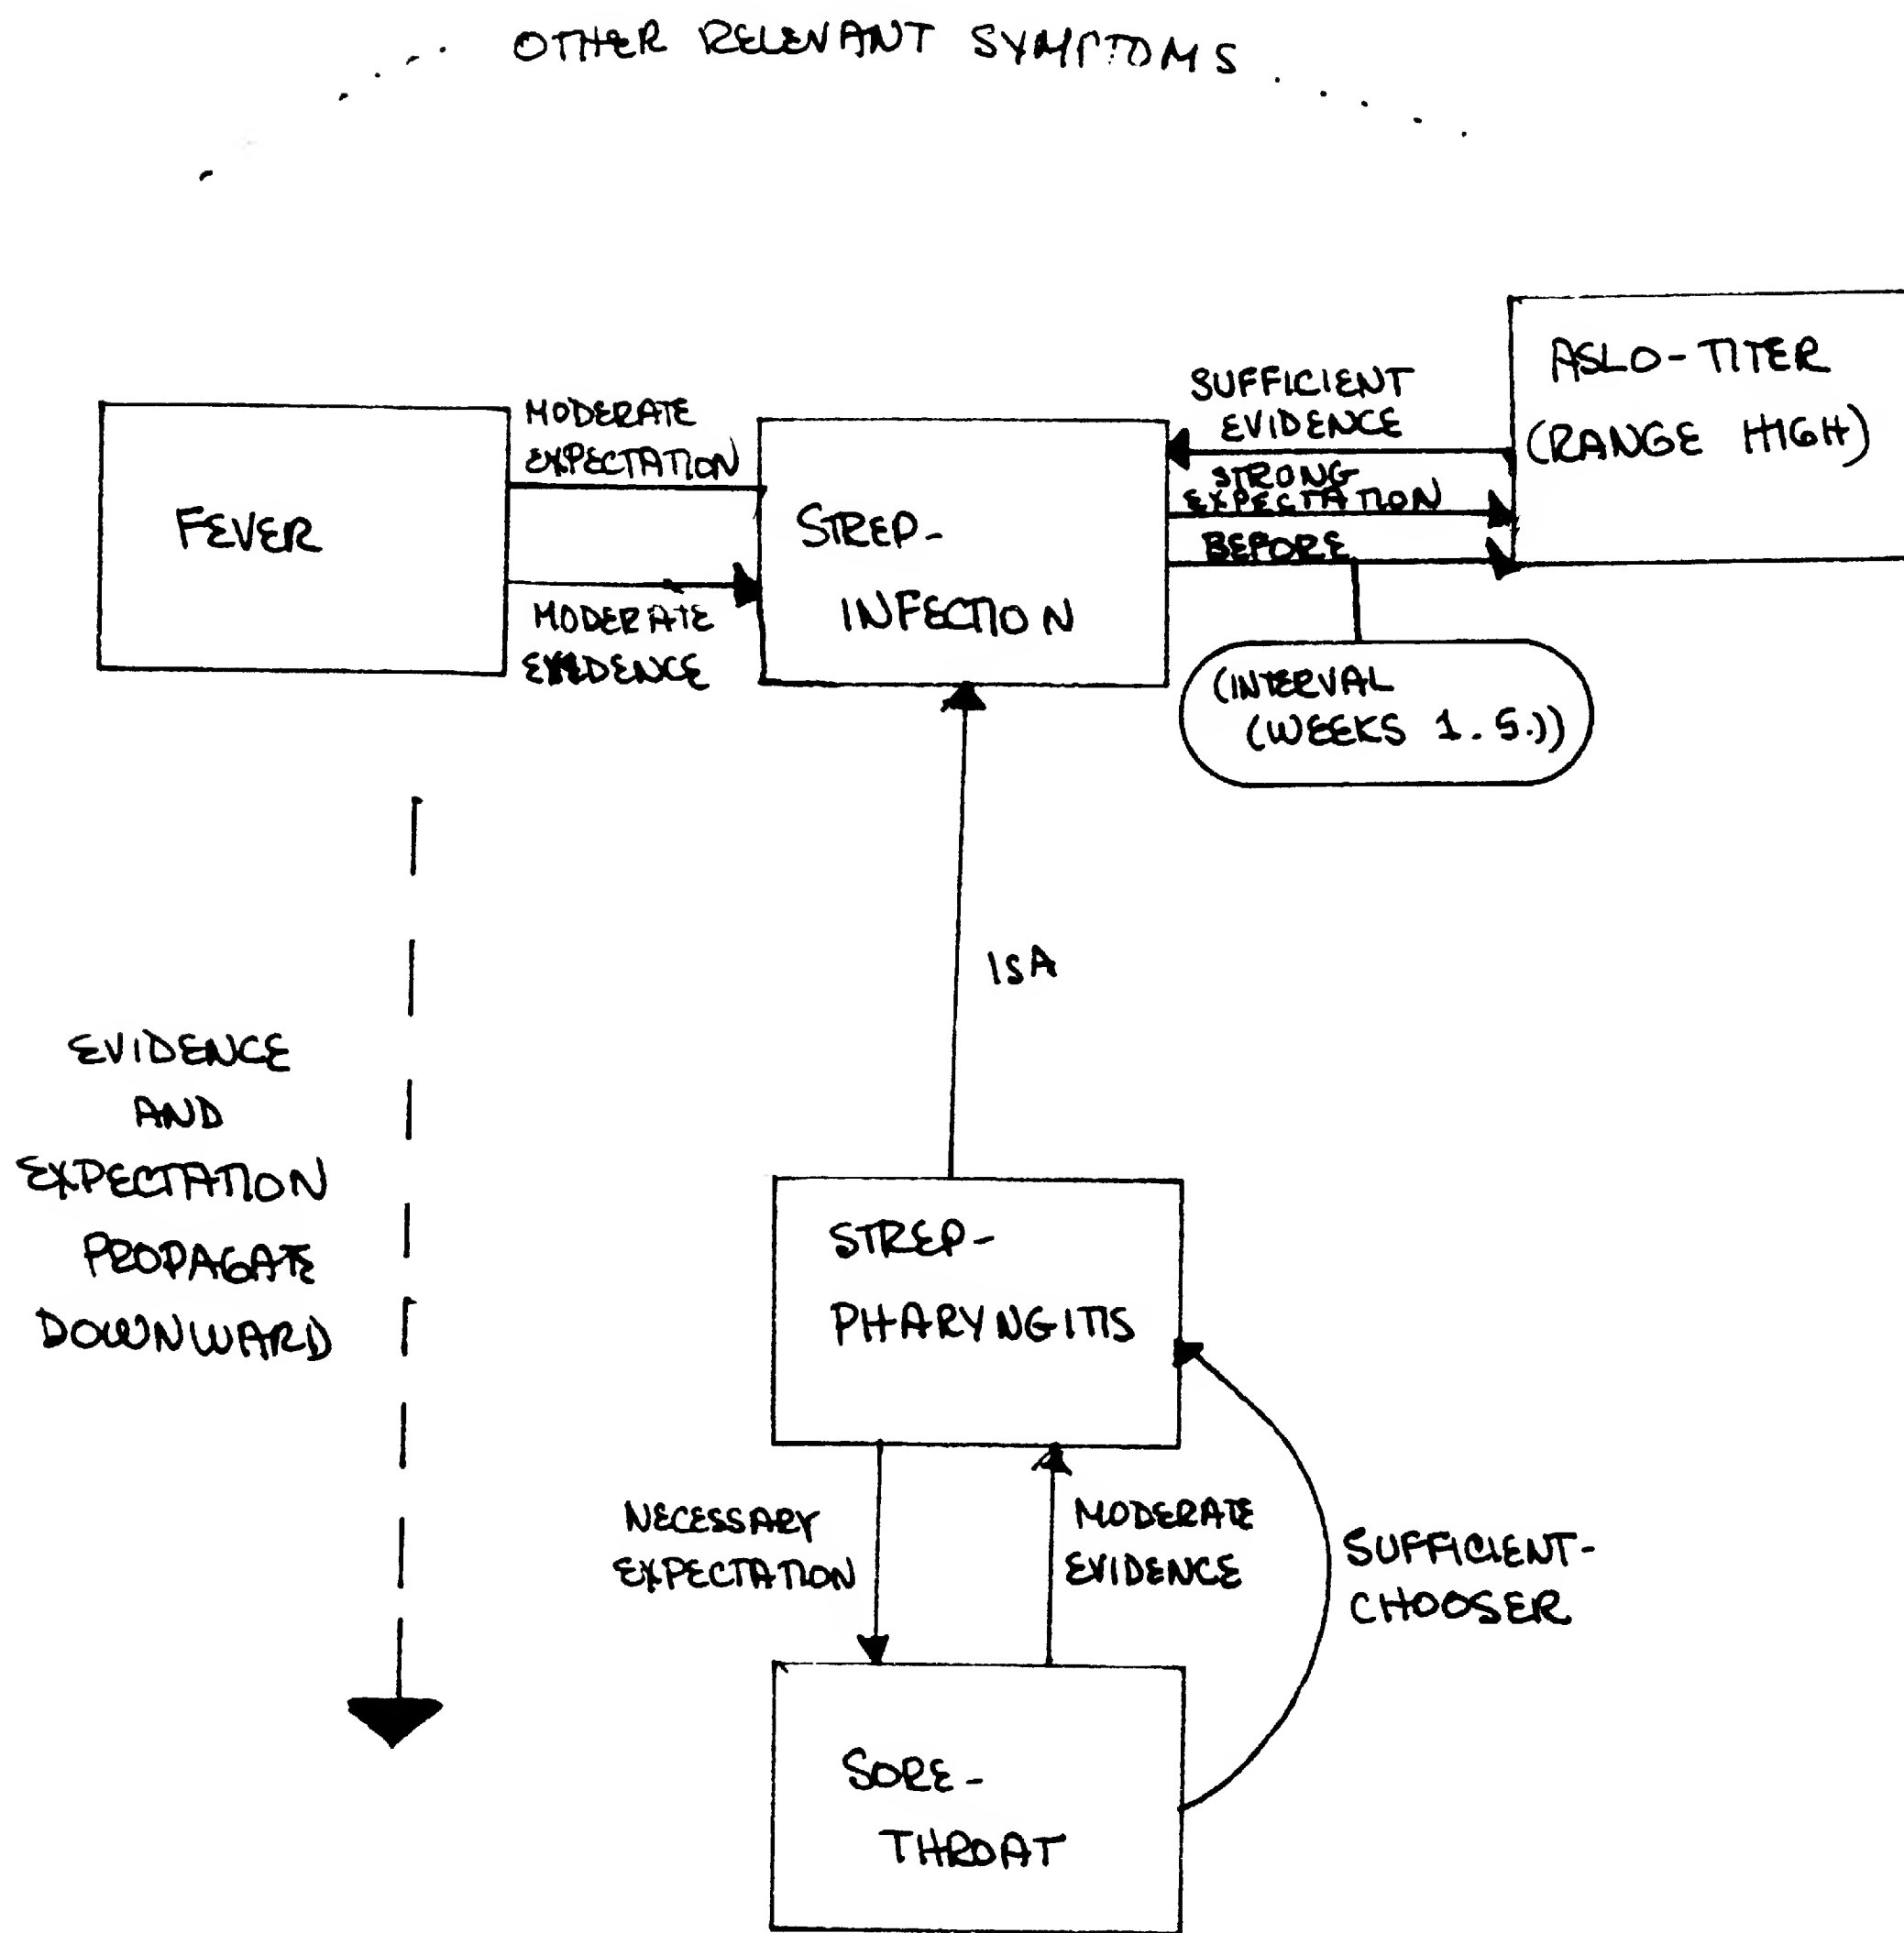 OTHER RELEVANT SYMPTOMS
ASLO-TITER
(RANGE HIGH)
SUFFICIENT
EVIDENCE
STRONG
EXPECTATION
BEFORE
MODERATE
EXPECTATION
FEVER
STREP-
INFECTION
MODERATE
EVIDENCE
(INTERVAL
(WEEKS 1. 5.))
ISA
EVIDENCE
AND
EXPECTATION
PROPAGATE
DOWNWARD
STREP-
PHARYNGITIS
NECESSARY
EXPECTATION
MODERATE
EVIDENCE
SUFFICIENT-
CHOOSER
SORE-
THROAT